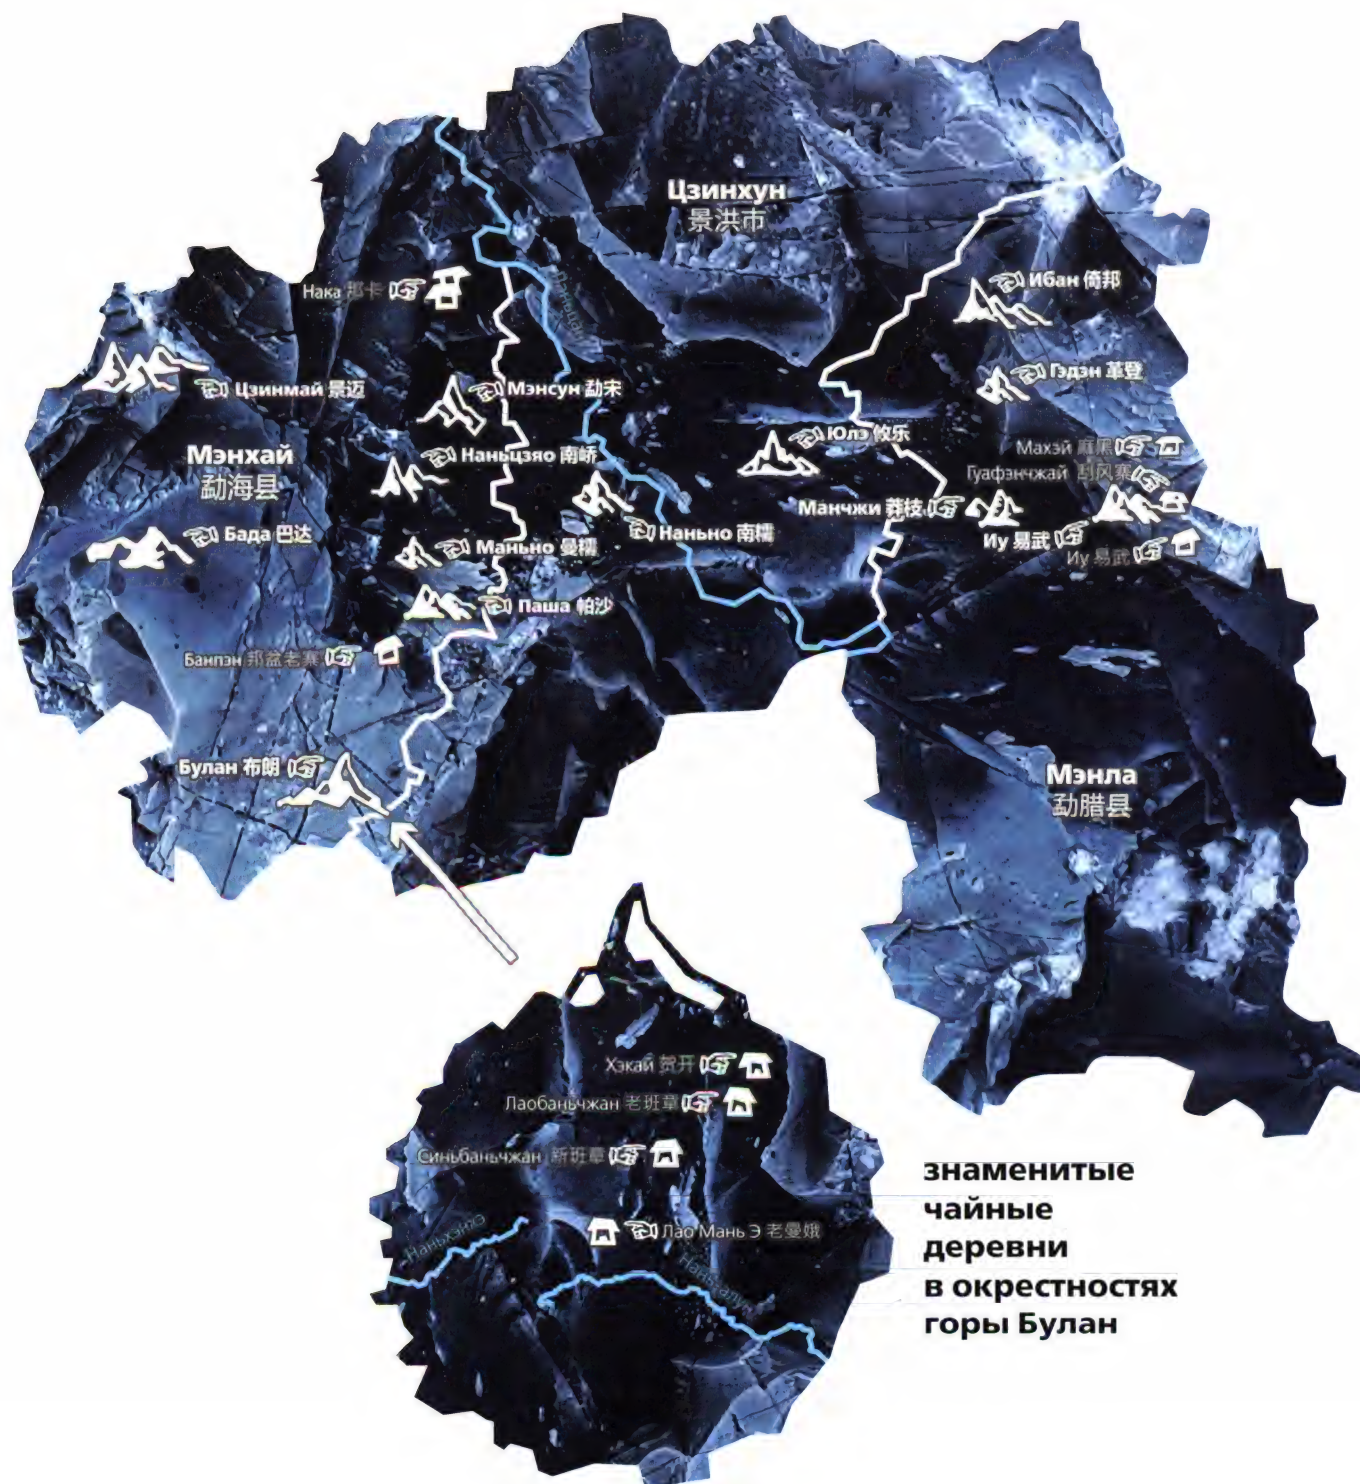 Цзинхун
景洪市
Нака 那卡
Ланьцан
Ибан 倚邦
Цзинмай 景迈
Мэнсун 勐宋
Гэдэн 革登
Мэнхай
勐海县
Наньцзяо 南峤
Юлэ 攸乐
Махэй 麻黑
Гуафэнчжай 刮风寨
Манчжи 莽枝
Бада 巴达
Маньно 曼糯
Наньно 南糯
Иу 易武
Иу 易武
Паша 帕沙
Банпэн 邦盆老寨
Булан 布朗
Мэнла
勐腊县
Хэкай 贺开
Лаобаньчжан 老班章
Синьбаньчжан 新班章
Лао Мань Э 老曼娥
знаменитые
чайные
деревни
в окрестностях
горы Булан